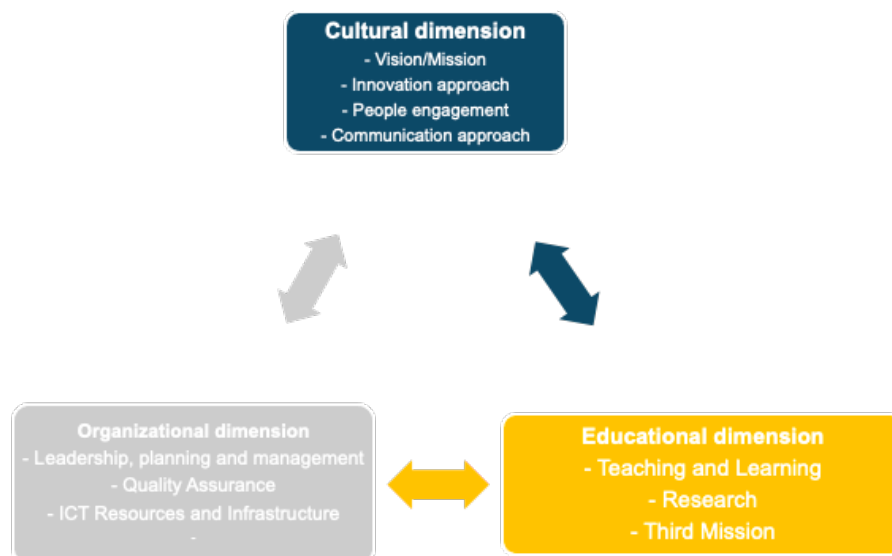 Cultural dimension
- Vision/Mission
- Innovation approach
- People engagement
- Communication approach
Organizational dimension
- Leadership, planning and management
- Quality Assurance
- ICT Resources and Infrastructure
-
Educational dimension
- Teaching and Learning
- Research
- Third Mission